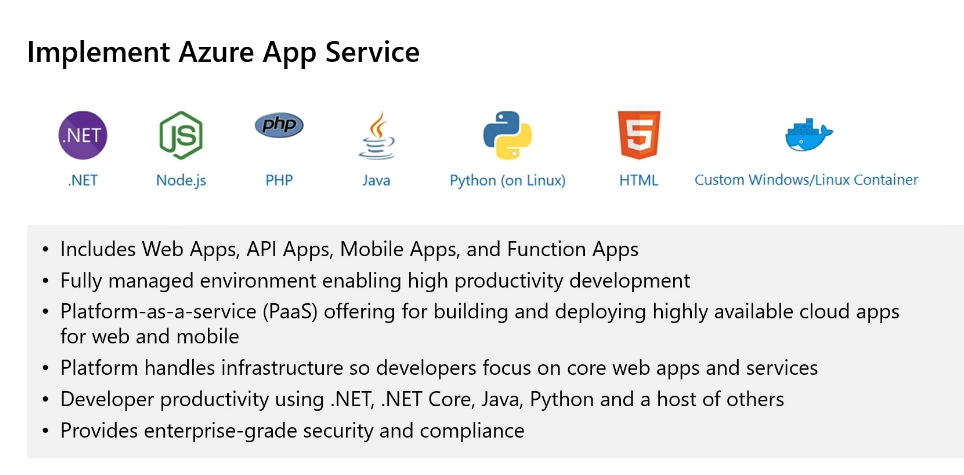 Implement Azure App Service
.NET JS php 5
.NET Node.js PHP Java Python (on Linux) HTML Custom Windows/Linux Container
• Includes Web Apps, API Apps, Mobile Apps, and Function Apps
• Fully managed environment enabling high productivity development
• Platform-as-a-service (PaaS) offering for building and deploying highly available cloud apps
for web and mobile
• Platform handles infrastructure so developers focus on core web apps and services
• Developer productivity using .NET, .NET Core, Java, Python and a host of others
• Provides enterprise-grade security and compliance